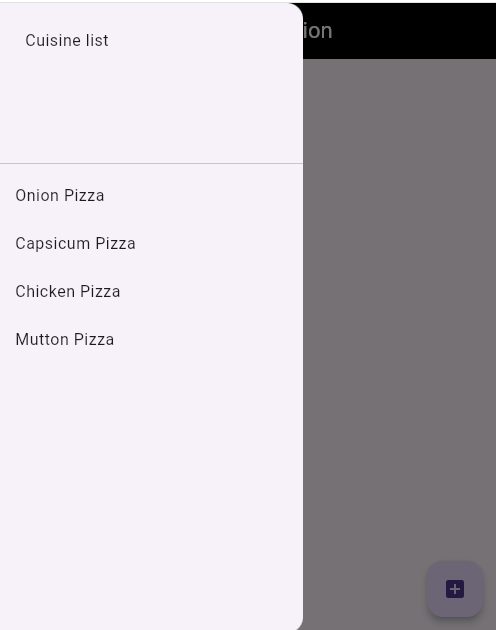 Cuisine list
ion
Onion Pizza
Capsicum Pizza
Chicken Pizza
Mutton Pizza